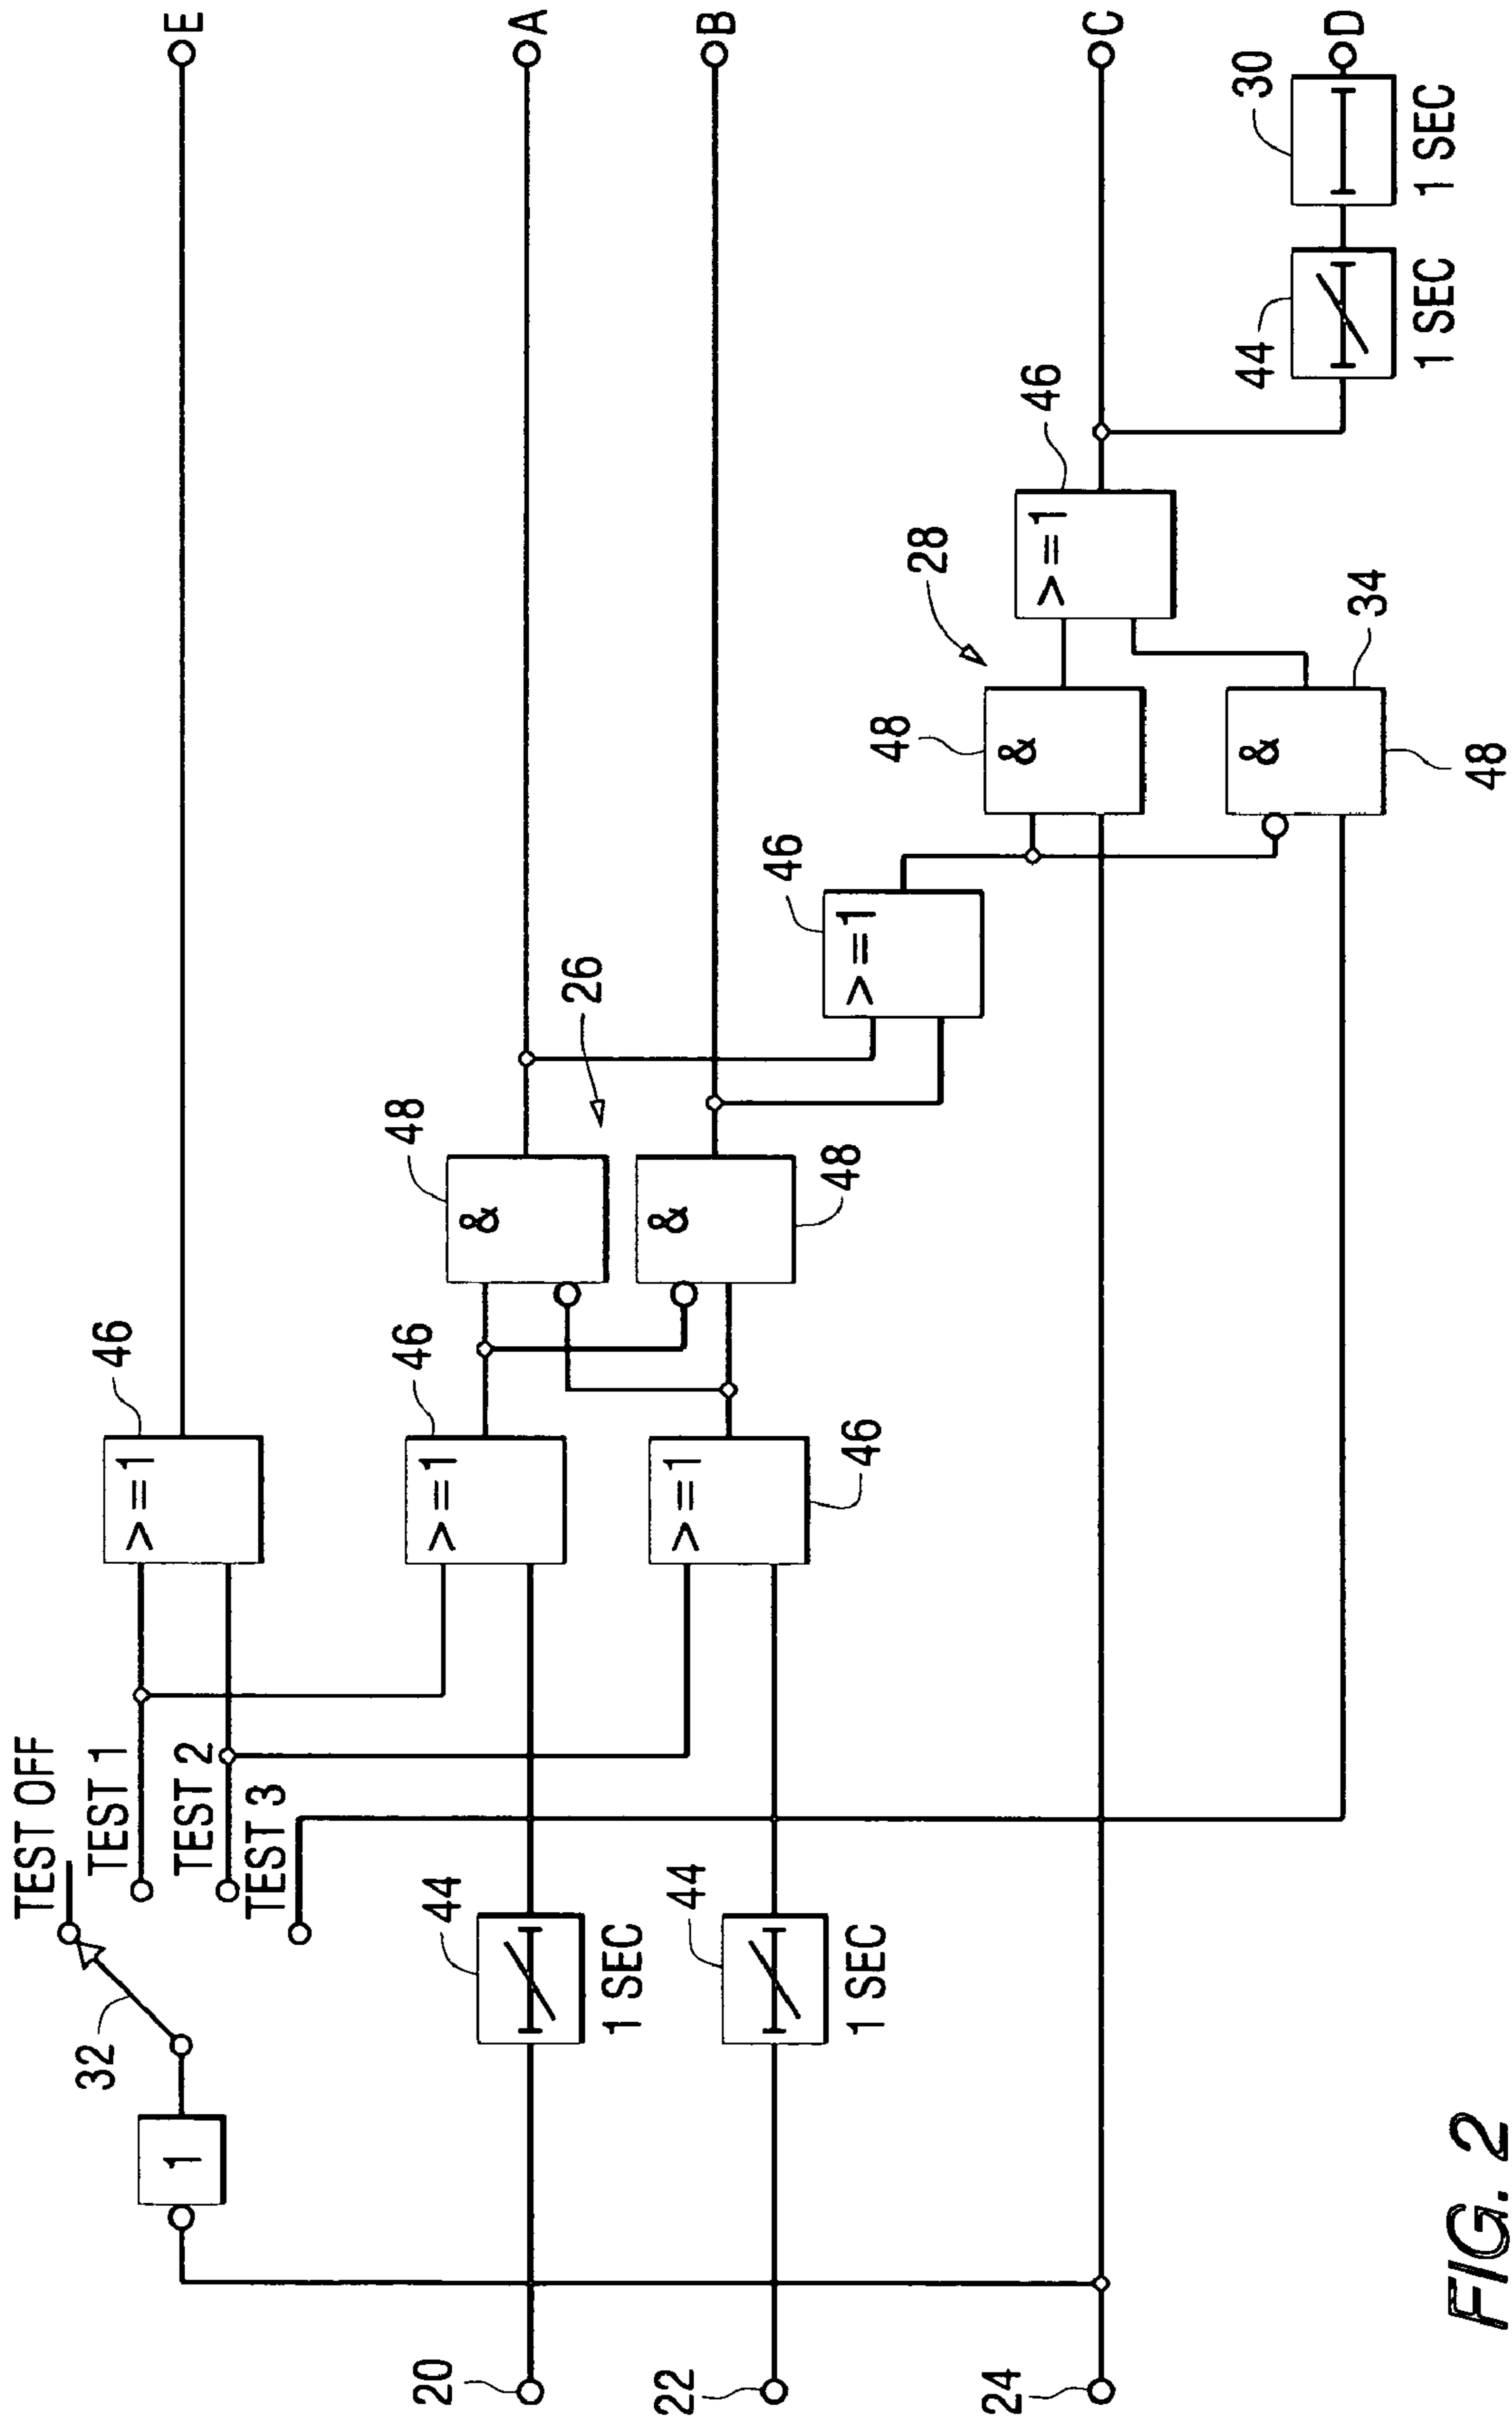 TEST OFF
TEST 1
TEST 2
TEST 3
32
1
20
22
24
44
1 SEC
44
1 SEC
46
>=1
46
>=1
46
>=1
48
&
26
&
48
46
>=1
28
48
&
34
&
48
46
>=1
44
1 SEC
30
1 SEC
E
A
B
C
D
FIG. 2